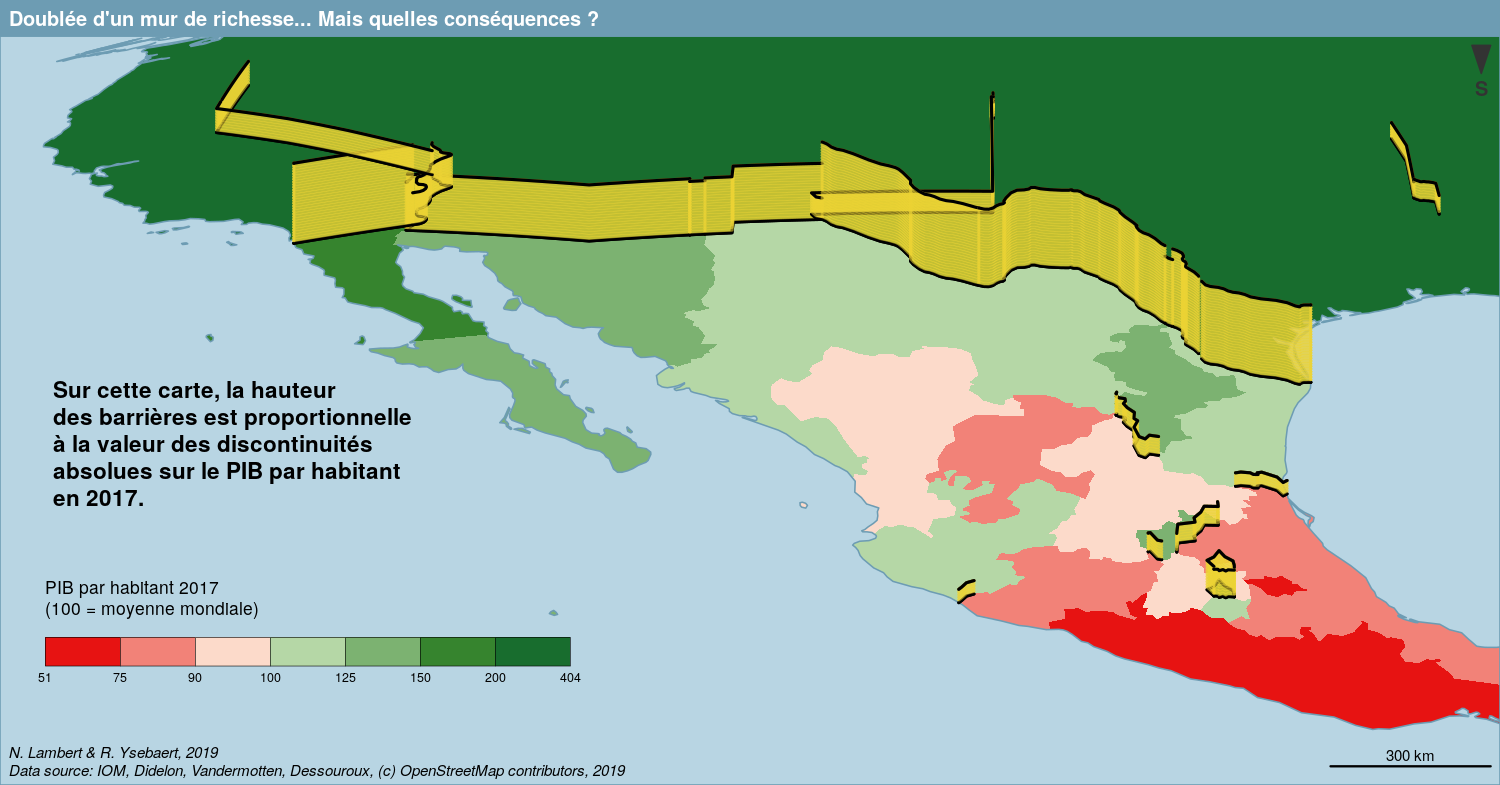 Doublée d'un mur de richesse... Mais quelles conséquences ?
S
Sur cette carte, la hauteur
des barrières est proportionnelle
à la valeur des discontinuités
absolues sur le PIB par habitant
en 2017.
PIB par habitant 2017
(100 = moyenne mondiale)
51 75 90 100 125 150 200 404
N. Lambert & R. Ysebaert, 2019
Data source: IOM, Didelon, Vandermotten, Dessouroux, (c) OpenStreetMap contributors, 2019
300 km